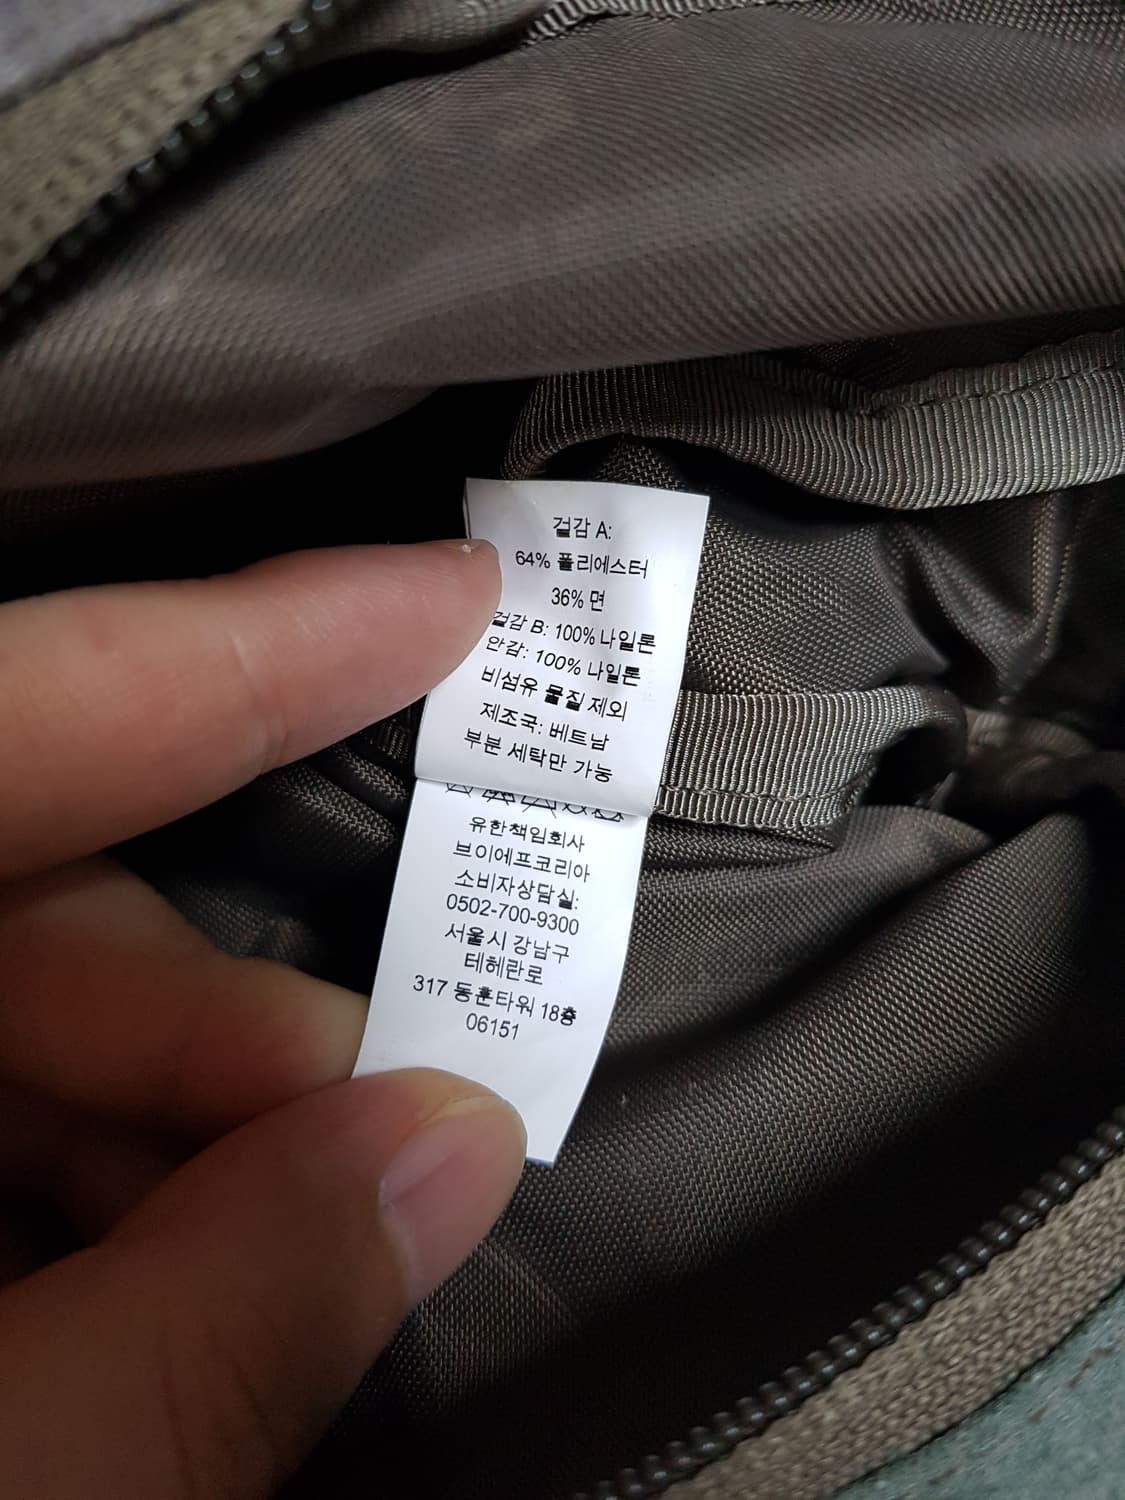 겉감 A:
64% 폴리에스터
36% 면
겉감 B: 100% 나일론
안감: 100% 나일론
비섬유 물질 제외
제조국: 베트남
부분 세탁만 가능
유한책임회사
브이에프코리아
소비자상담실:
0502-700-9300
서울시 강남구
테헤란로
317 동훈타워 18층
06151